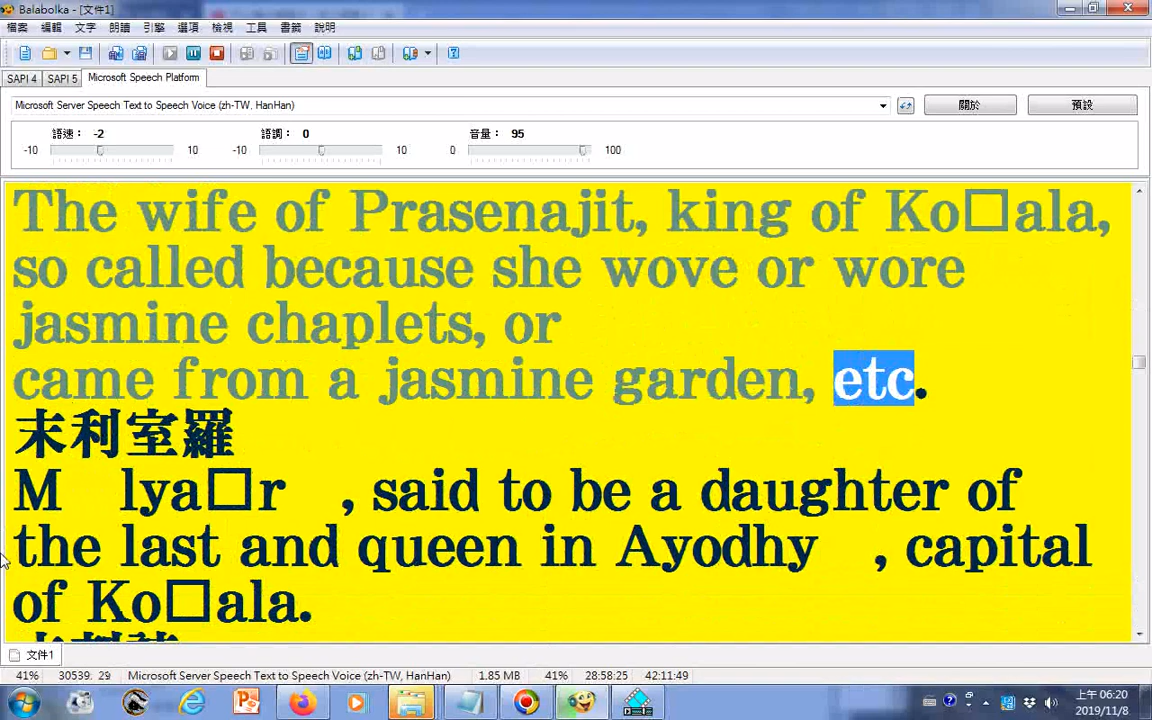 Balabolka - [文件1]
檔案 編輯 文字 朗讀 引擎 選項 檢視 工具 書籤 說明
SAPI 4 SAPI 5 Microsoft Speech Platform
Microsoft Server Speech Text to Speech Voice (zh-TW, HanHan) 關於 預設
語速： -2 語調： 0 音量： 95
-10 10 -10 10 0 100
The wife of Prasenajit, king of Ko□ala,
so called because she wove or wore
jasmine chaplets, or
came from a jasmine garden, etc.
末利室羅
M lya□r , said to be a daughter of
the last and queen in Ayodhy , capital
of Ko□ala.
文件1
41% 30539: 29 Microsoft Server Speech Text to Speech Voice (zh-TW, HanHan) 1.85 MB 41% 28:58:25 42:11:49
上午 06:20
2019/11/8